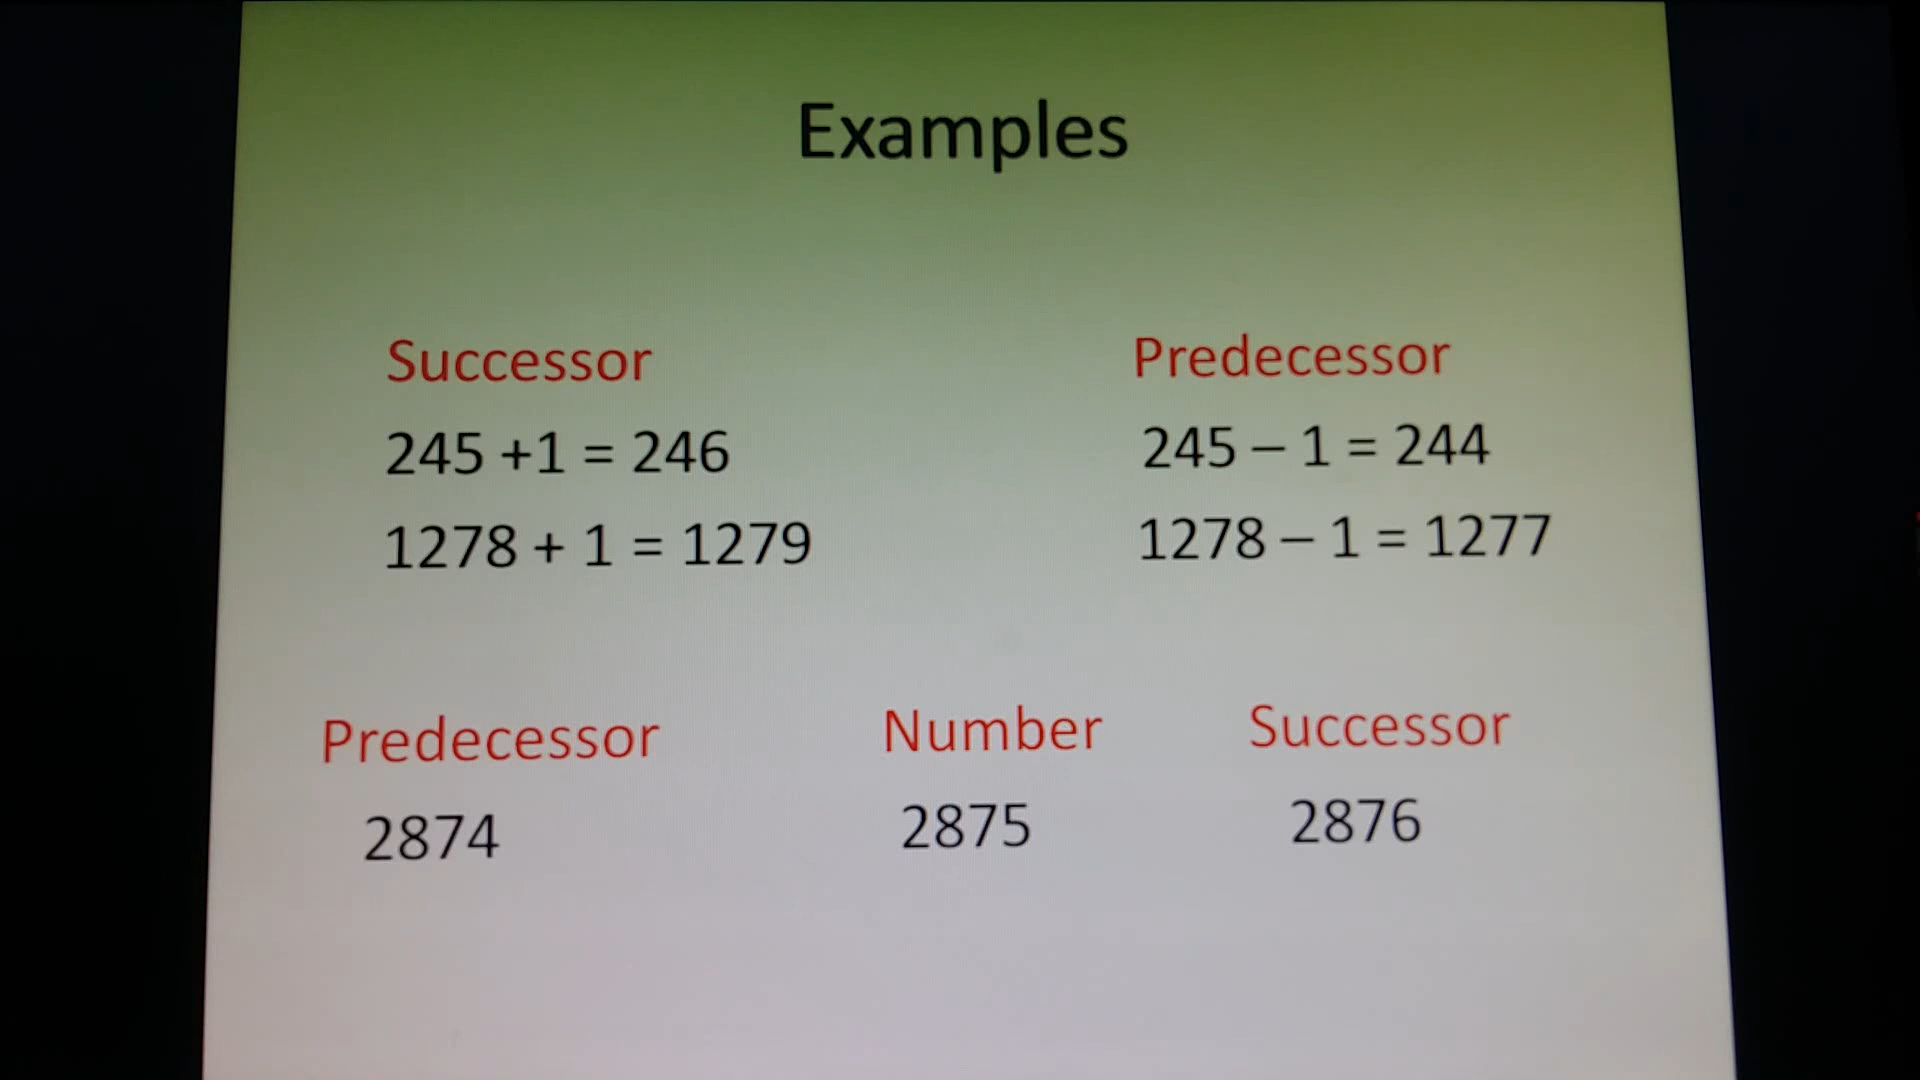 Examples
Successor Predecessor
245 +1 = 246 245 – 1 = 244
1278 + 1 = 1279 1278 – 1 = 1277
Predecessor Number Successor
2874 2875 2876